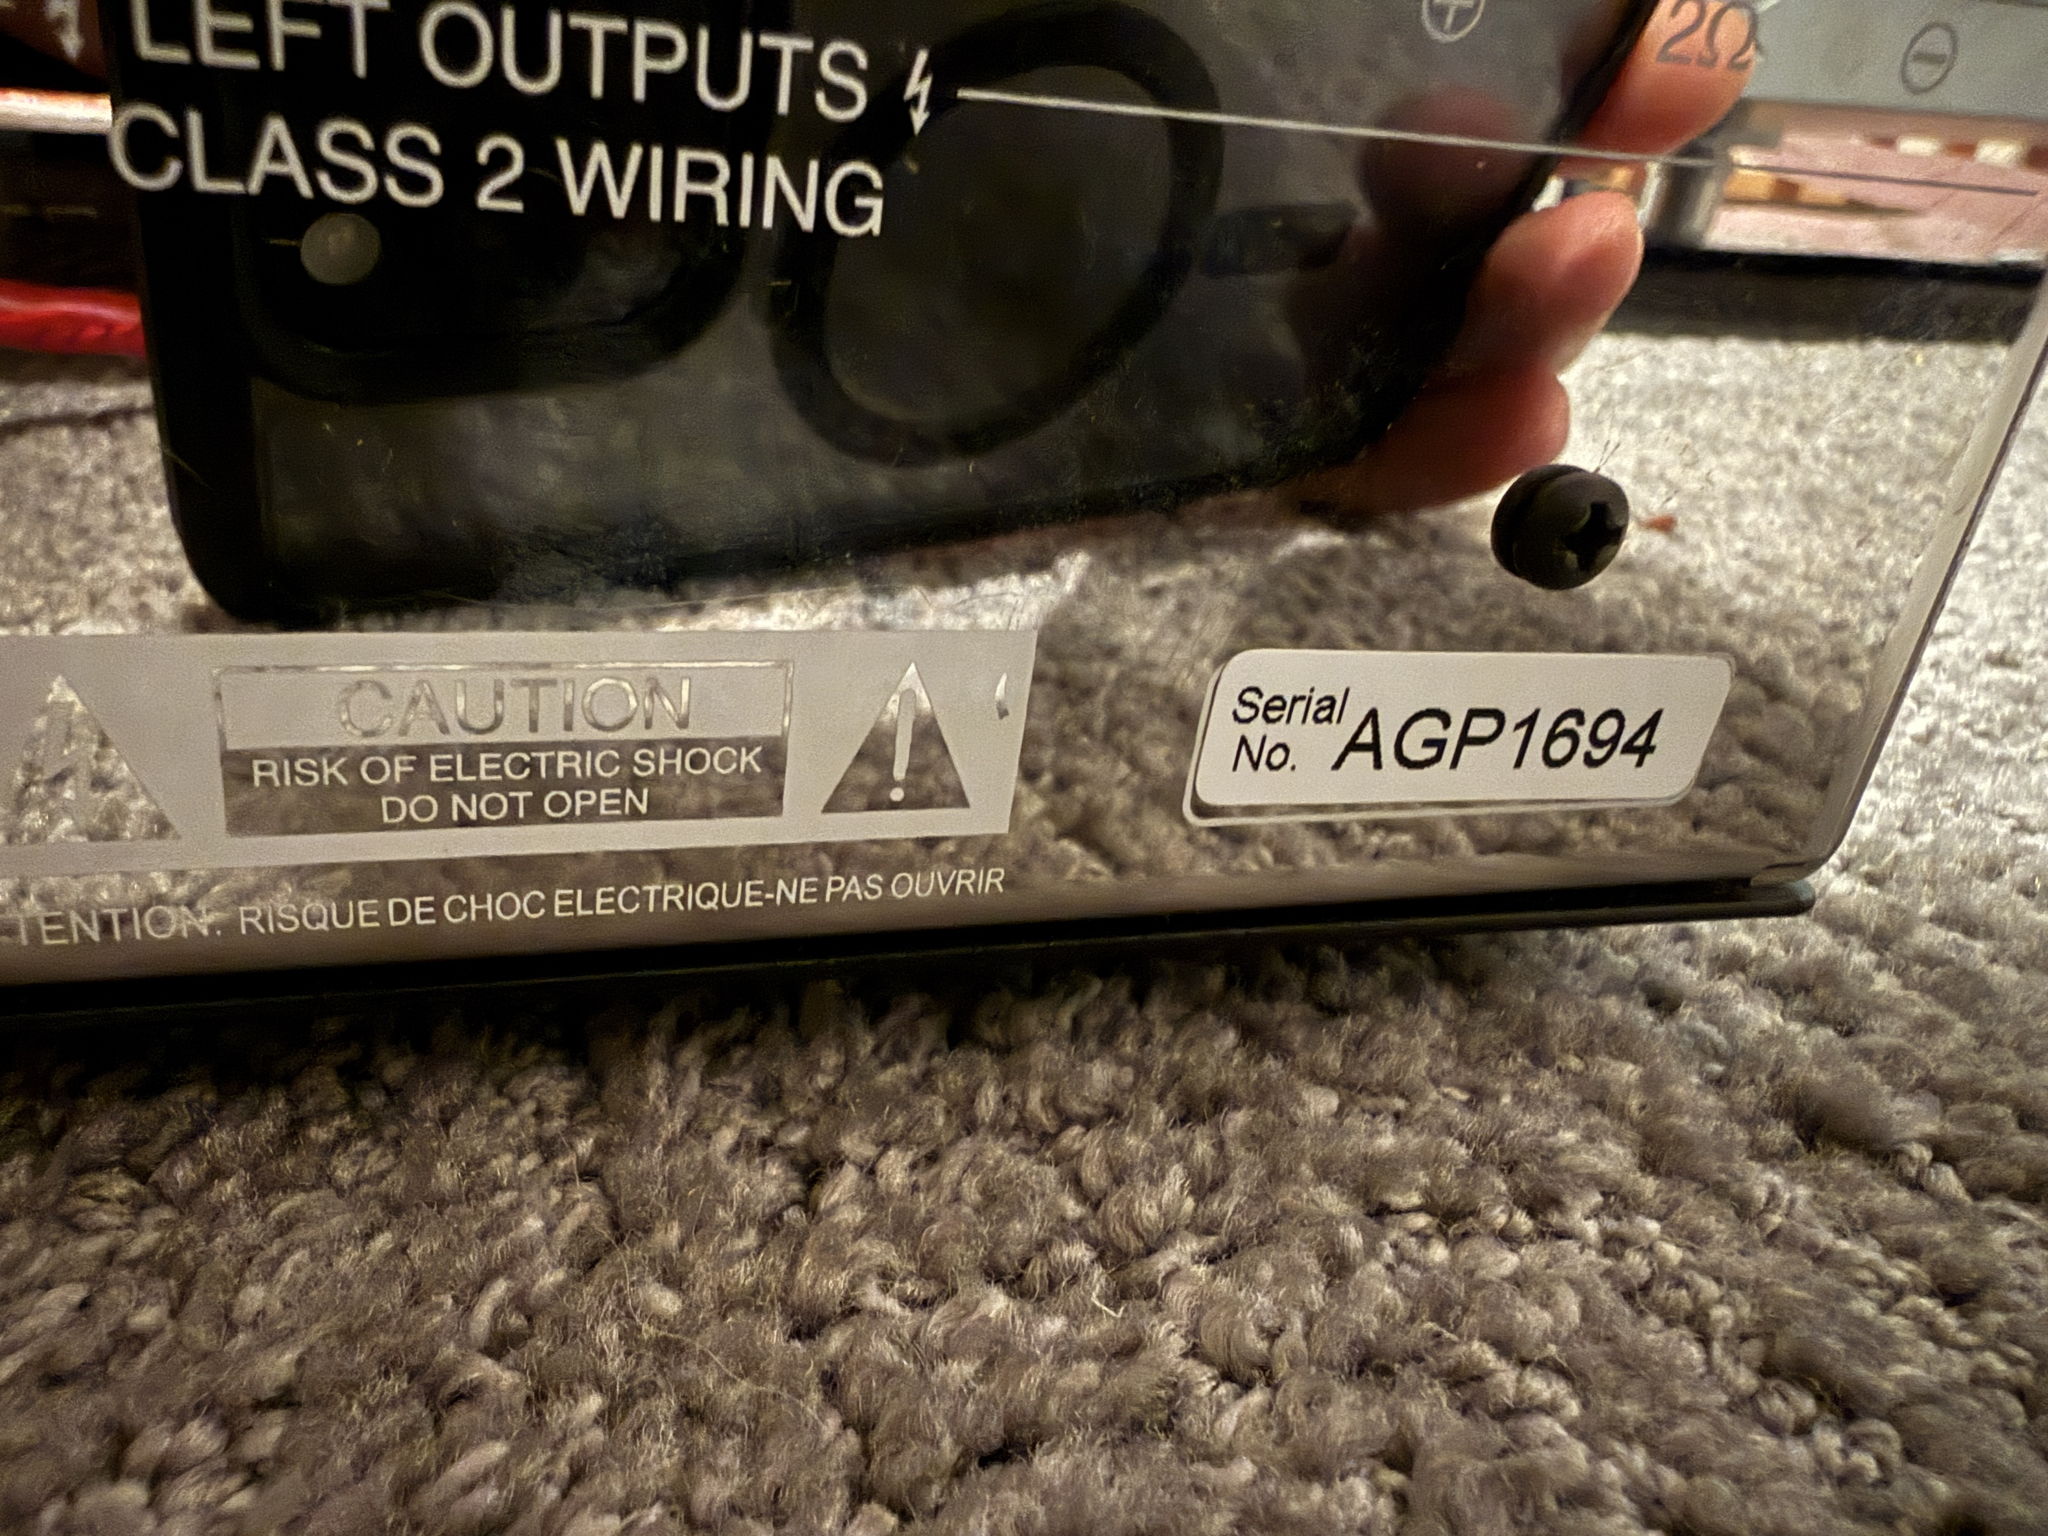 LEFT OUTPUTS
CLASS 2 WIRING
2Ω
CAUTION
RISK OF ELECTRIC SHOCK
DO NOT OPEN
Serial
No. AGP1694
TENTION: RISQUE DE CHOC ELECTRIQUE-NE PAS OUVRIR